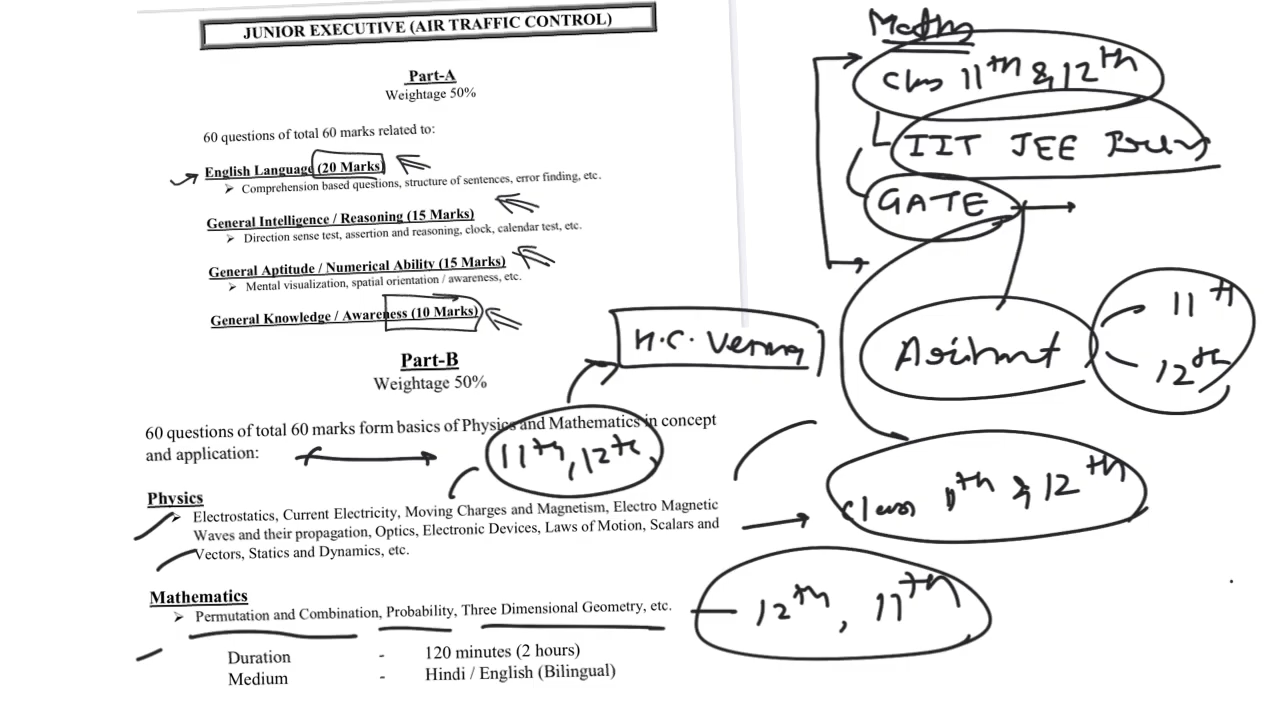 JUNIOR EXECUTIVE (AIR TRAFFIC CONTROL)
Part-A
Weightage 50%
60 questions of total 60 marks related to:
English Language (20 Marks)
➢ Comprehension based questions, structure of sentences, error finding, etc.
General Intelligence / Reasoning (15 Marks)
➢ Direction sense test, assertion and reasoning, clock, calendar test, etc.
General Aptitude / Numerical Ability (15 Marks)
➢ Mental visualization, spatial orientation / awareness, etc.
General Knowledge / Awareness (10 Marks)
Part-B
Weightage 50%
60 questions of total 60 marks form basics of Physics and Mathematics in concept
and application:
11th, 12th
Physics
➢ Electrostatics, Current Electricity, Moving Charges and Magnetism, Electro Magnetic
Waves and their propagation, Optics, Electronic Devices, Laws of Motion, Scalars and
Vectors, Statics and Dynamics, etc.
Mathematics
➢ Permutation and Combination, Probability, Three Dimensional Geometry, etc.
Duration - 120 minutes (2 hours)
Medium - Hindi / English (Bilingual)
Maths
Class 11th & 12th
IIT JEE
GATE
H.C. Verma
Arihant
11th
12th
Class 11th & 12th
12th, 11th